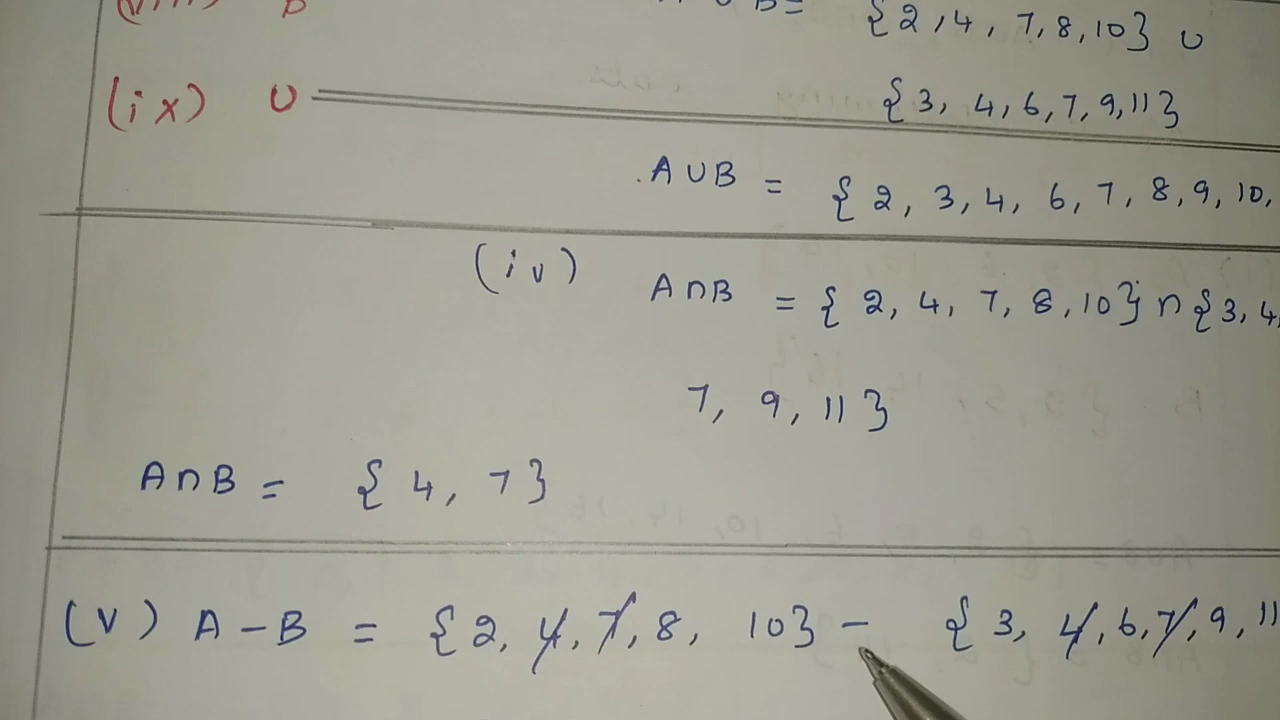 B= {2,4, 7,8,10} ∪
(ix) U
{3, 4,6,7,9,11}
A∪B = {2, 3,4, 6,7,8,9,10,
(iv) A∩B = {2,4,7,8,10} ∩ {3,4,
7, 9, 11}
A∩B = {4, 7}
(v) A-B = {2, 4,7,8, 10} - {3, 4,6,7,9,11